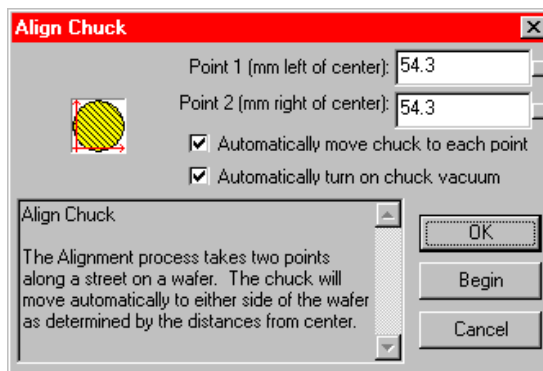 Align Chuck
Point 1 (mm left of center): 54.3
Point 2 (mm right of center): 54.3
Automatically move chuck to each point
Automatically turn on chuck vacuum
Align Chuck
The Alignment process takes two points
along a street on a wafer. The chuck will
move automatically to either side of the wafer
as determined by the distances from center.
OK
Begin
Cancel